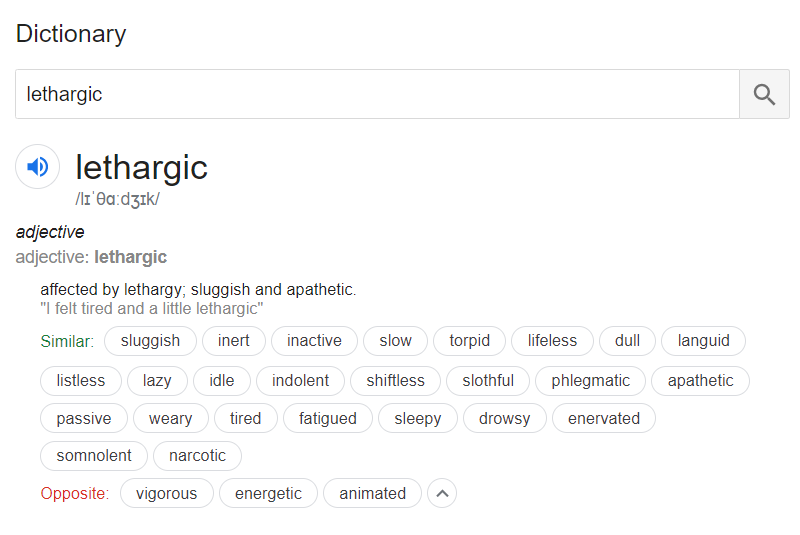 Dictionary
lethargic
lethargic
/lɪˈθɑːdʒɪk/
adjective
adjective: lethargic
affected by lethargy; sluggish and apathetic.
"I felt tired and a little lethargic"
Similar: sluggish inert inactive slow torpid lifeless dull languid
listless lazy idle indolent shiftless slothful phlegmatic apathetic
passive weary tired fatigued sleepy drowsy enervated
somnolent narcotic
Opposite: vigorous energetic animated